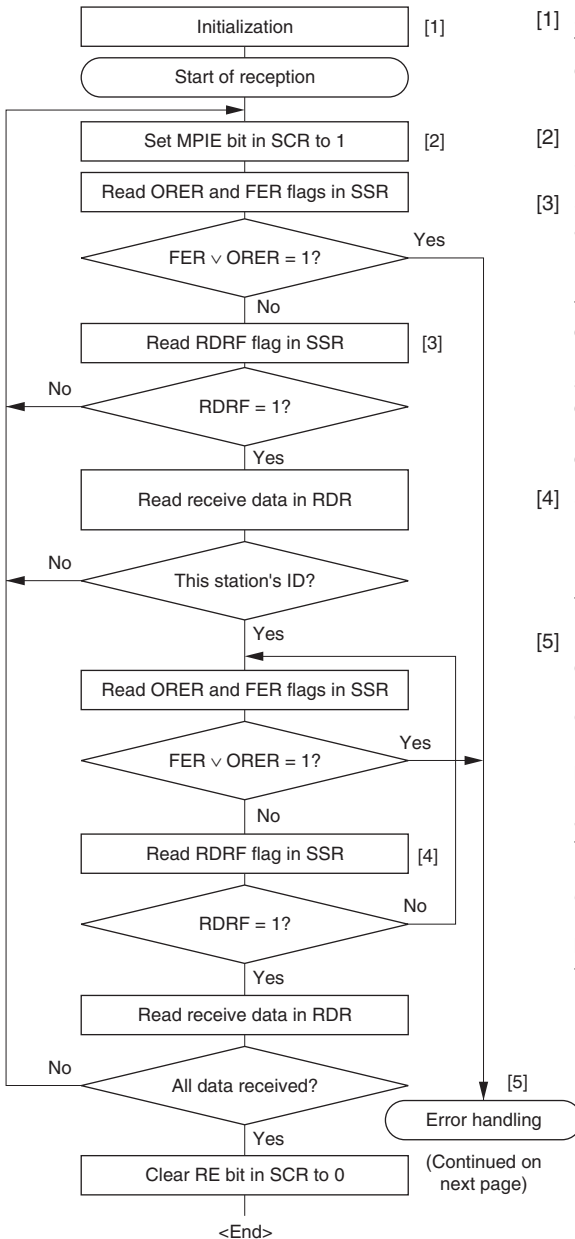 Initialization [1]
[1]
Start of reception
Set MPIE bit in SCR to 1 [2]
[2]
Read ORER and FER flags in SSR
[3]
FER ∨ ORER = 1?
Yes
No
Read RDRF flag in SSR [3]
No
RDRF = 1?
Yes
Read receive data in RDR
[4]
No
This station's ID?
Yes
[5]
Read ORER and FER flags in SSR
FER ∨ ORER = 1?
Yes
No
Read RDRF flag in SSR [4]
RDRF = 1?
No
Yes
Read receive data in RDR
No
All data received?
[5]
Error handling
Yes
(Continued on
next page)
Clear RE bit in SCR to 0
<End>